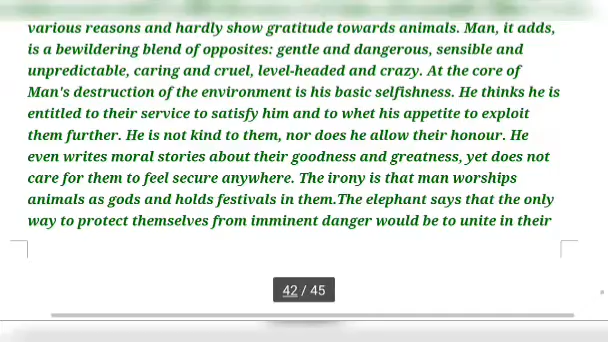 various reasons and hardly show gratitude towards animals. Man, it adds,
is a bewildering blend of opposites: gentle and dangerous, sensible and
unpredictable, caring and cruel, level-headed and crazy. At the core of
Man's destruction of the environment is his basic selfishness. He thinks he is
entitled to their service to satisfy him and to whet his appetite to exploit
them further. He is not kind to them, nor does he allow their honour. He
even writes moral stories about their goodness and greatness, yet does not
care for them to feel secure anywhere. The irony is that man worships
animals as gods and holds festivals in them.The elephant says that the only
way to protect themselves from imminent danger would be to unite in their
42 / 45